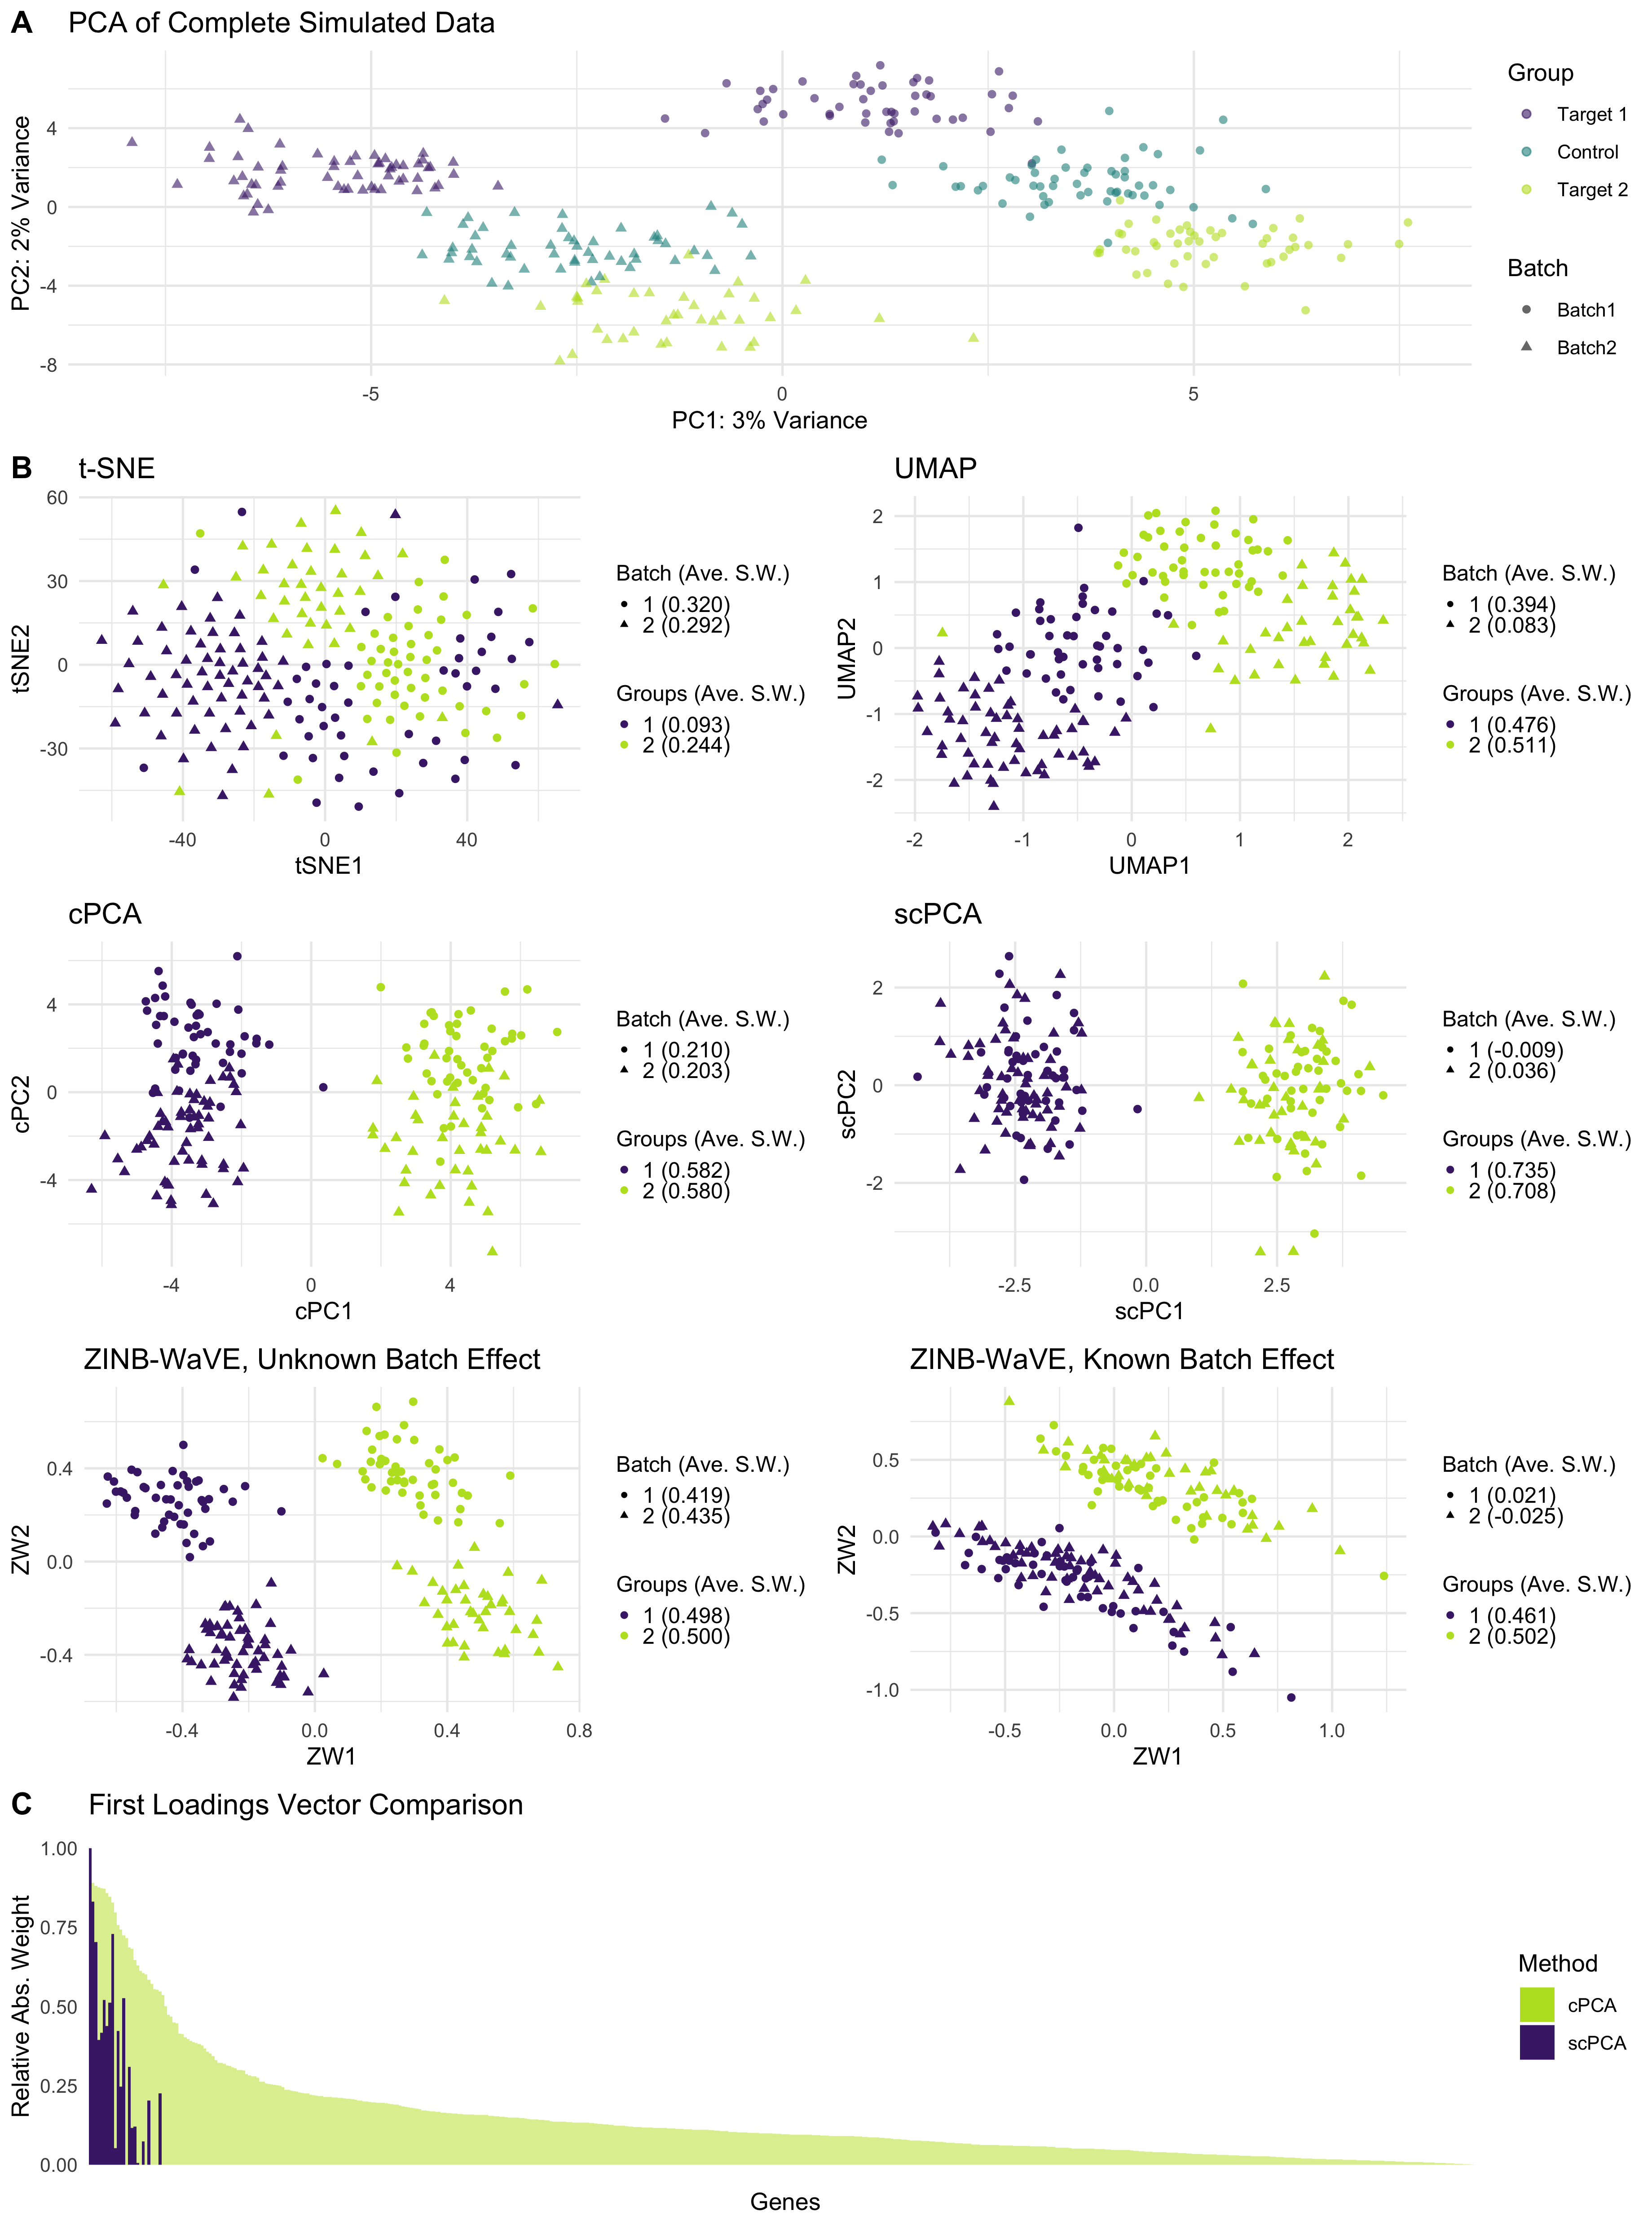 A PCA of Complete Simulated Data
PC2: 2% Variance
4
0
-4
-8
-5 0 5
PC1: 3% Variance
Group
Target 1
Control
Target 2
Batch
Batch1
Batch2
B t-SNE
tSNE2
60
30
0
-30
-40 0 40
tSNE1
Batch (Ave. S.W.)
1 (0.320)
2 (0.292)
Groups (Ave. S.W.)
1 (0.093)
2 (0.244)
UMAP
UMAP2
2
1
0
-1
-2
-2 -1 0 1 2
UMAP1
Batch (Ave. S.W.)
1 (0.394)
2 (0.083)
Groups (Ave. S.W.)
1 (0.476)
2 (0.511)
cPCA
cPC2
4
0
-4
-4 0 4
cPC1
Batch (Ave. S.W.)
1 (0.210)
2 (0.203)
Groups (Ave. S.W.)
1 (0.582)
2 (0.580)
scPCA
scPC2
2
0
-2
-2.5 0.0 2.5
scPC1
Batch (Ave. S.W.)
1 (-0.009)
2 (0.036)
Groups (Ave. S.W.)
1 (0.735)
2 (0.708)
ZINB-WaVE, Unknown Batch Effect
ZW2
0.4
0.0
-0.4
-0.4 0.0 0.4 0.8
ZW1
Batch (Ave. S.W.)
1 (0.419)
2 (0.435)
Groups (Ave. S.W.)
1 (0.498)
2 (0.500)
ZINB-WaVE, Known Batch Effect
ZW2
0.5
0.0
-0.5
-1.0
-0.5 0.0 0.5 1.0
ZW1
Batch (Ave. S.W.)
1 (0.021)
2 (-0.025)
Groups (Ave. S.W.)
1 (0.461)
2 (0.502)
C First Loadings Vector Comparison
Relative Abs. Weight
1.00
0.75
0.50
0.25
0.00
Genes
Method
cPCA
scPCA